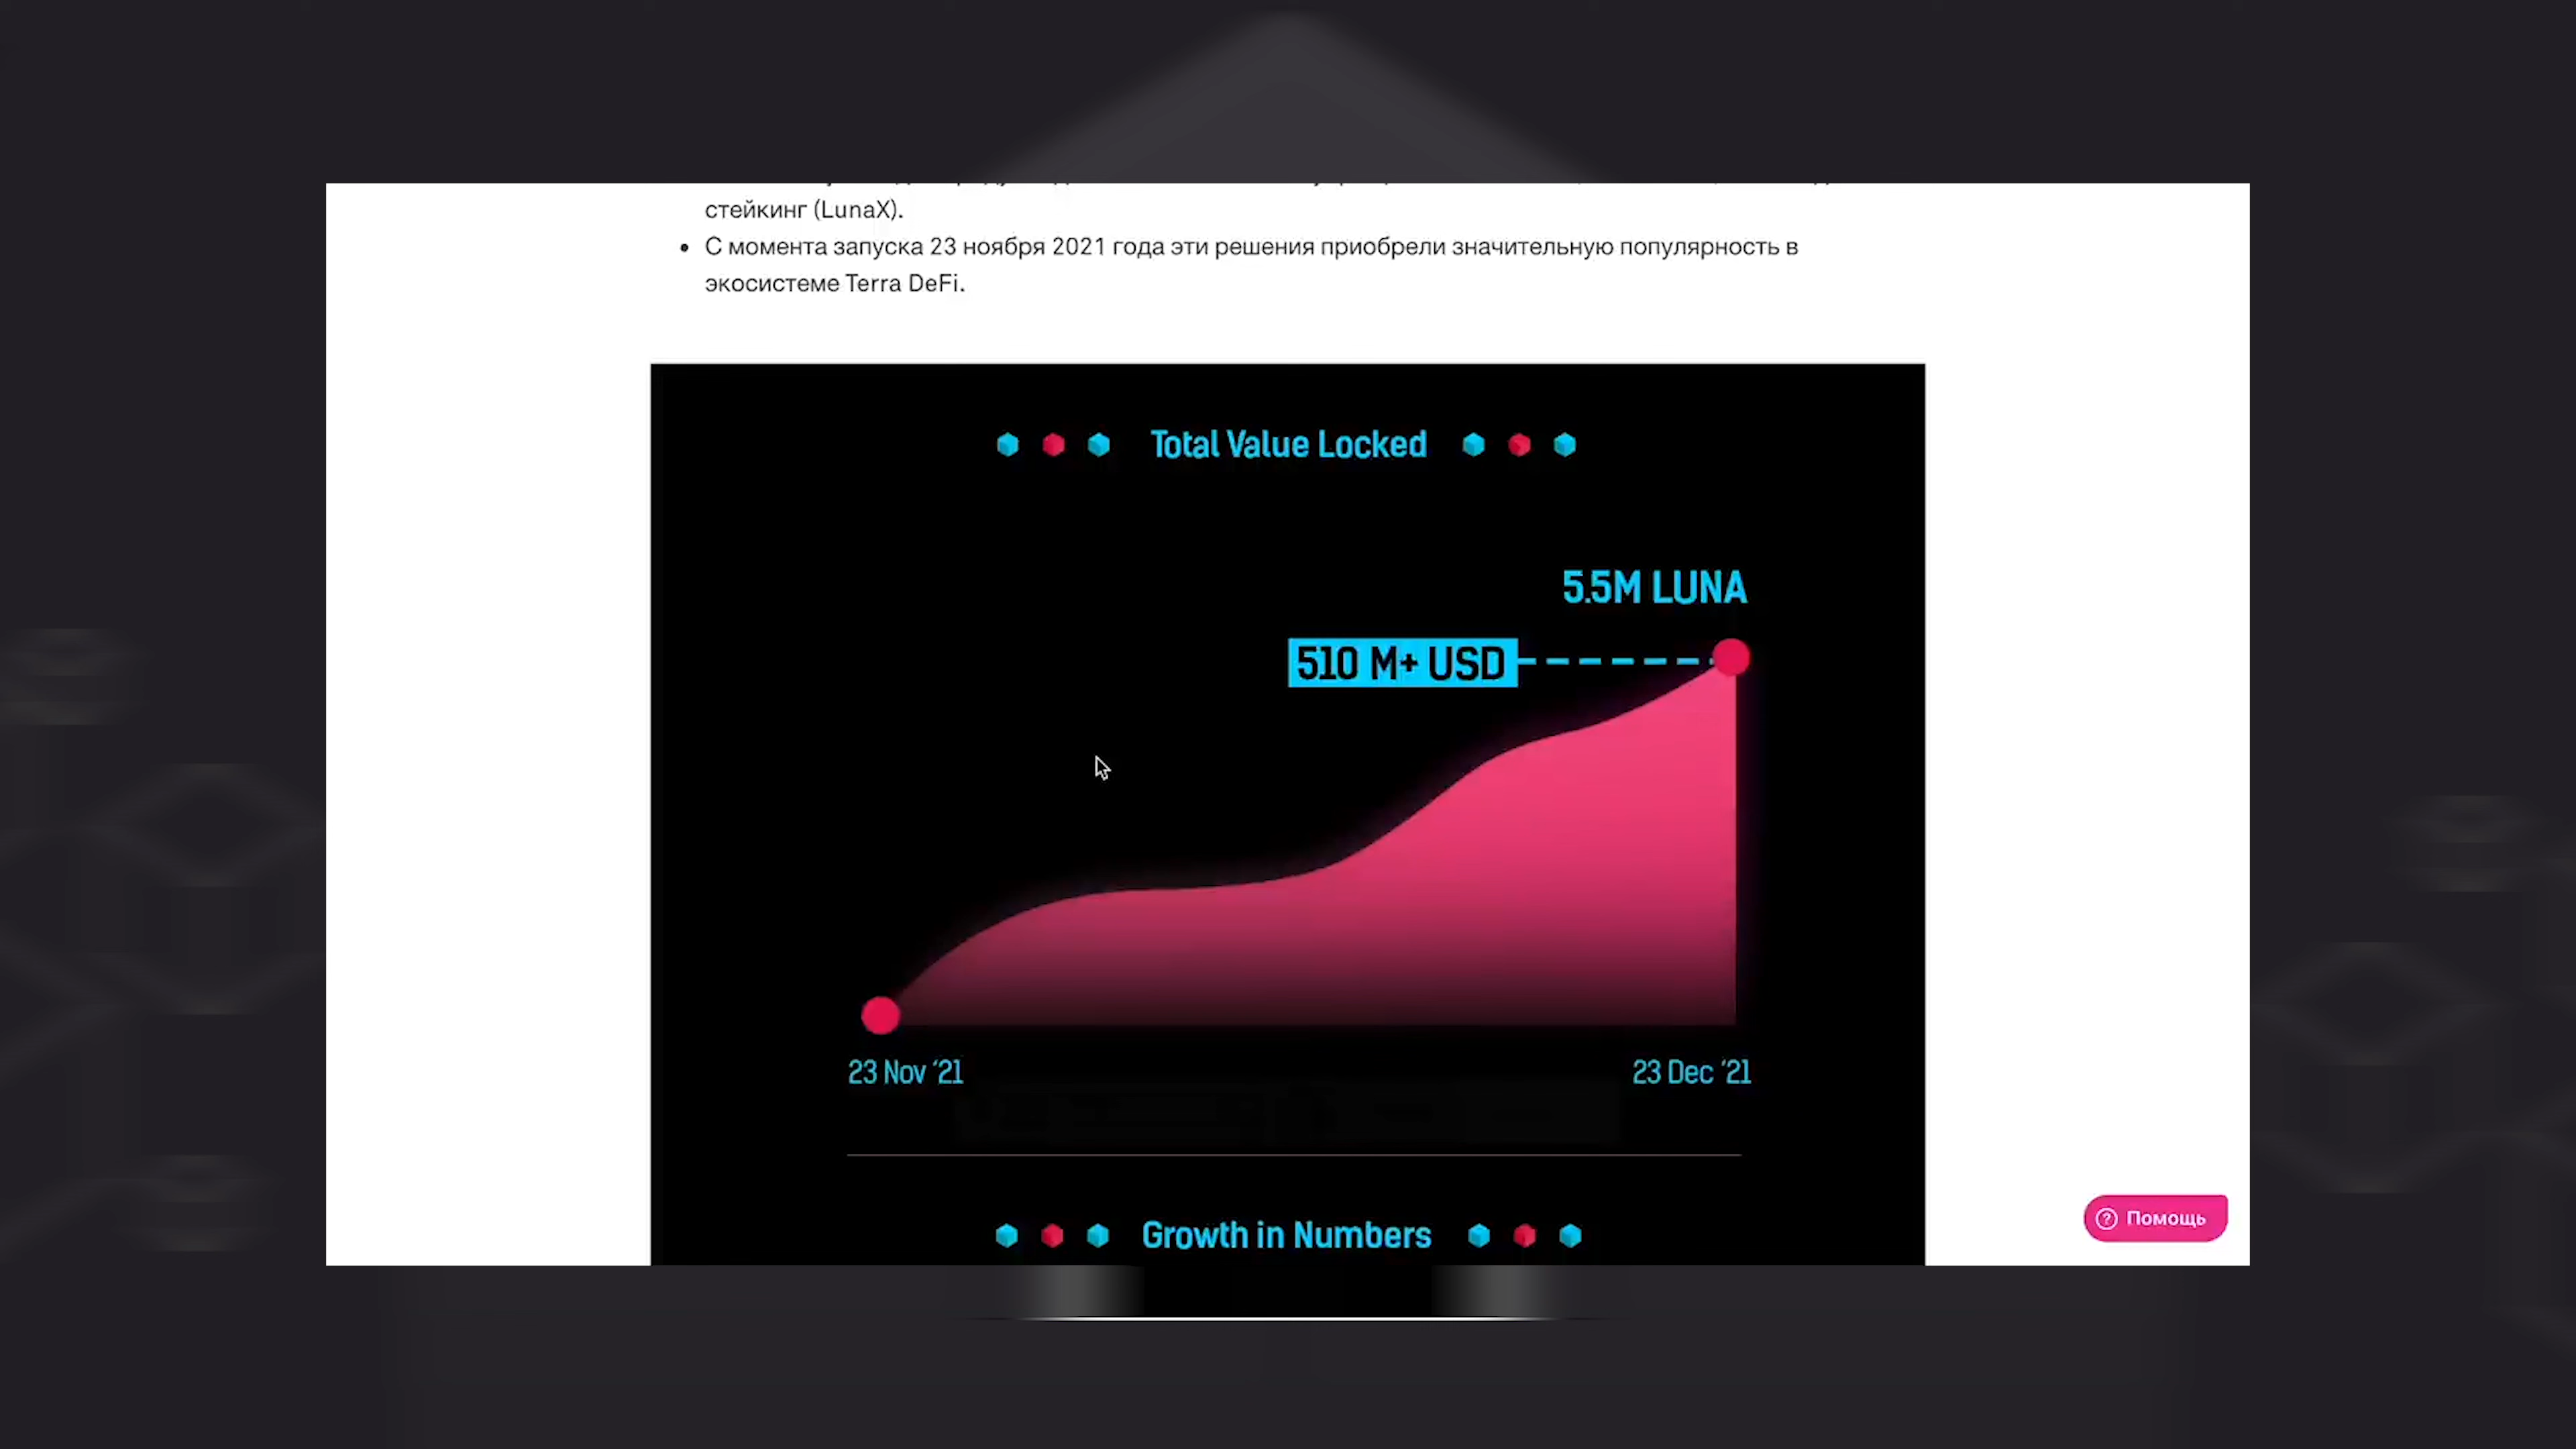 стейкинг (LunaX).
• С момента запуска 23 ноября 2021 года эти решения приобрели значительную популярность в
экосистеме Terra DeFi.
Total Value Locked
5.5M LUNA
510 M+ USD
23 Nov '21
23 Dec '21
Growth in Numbers
Помощь